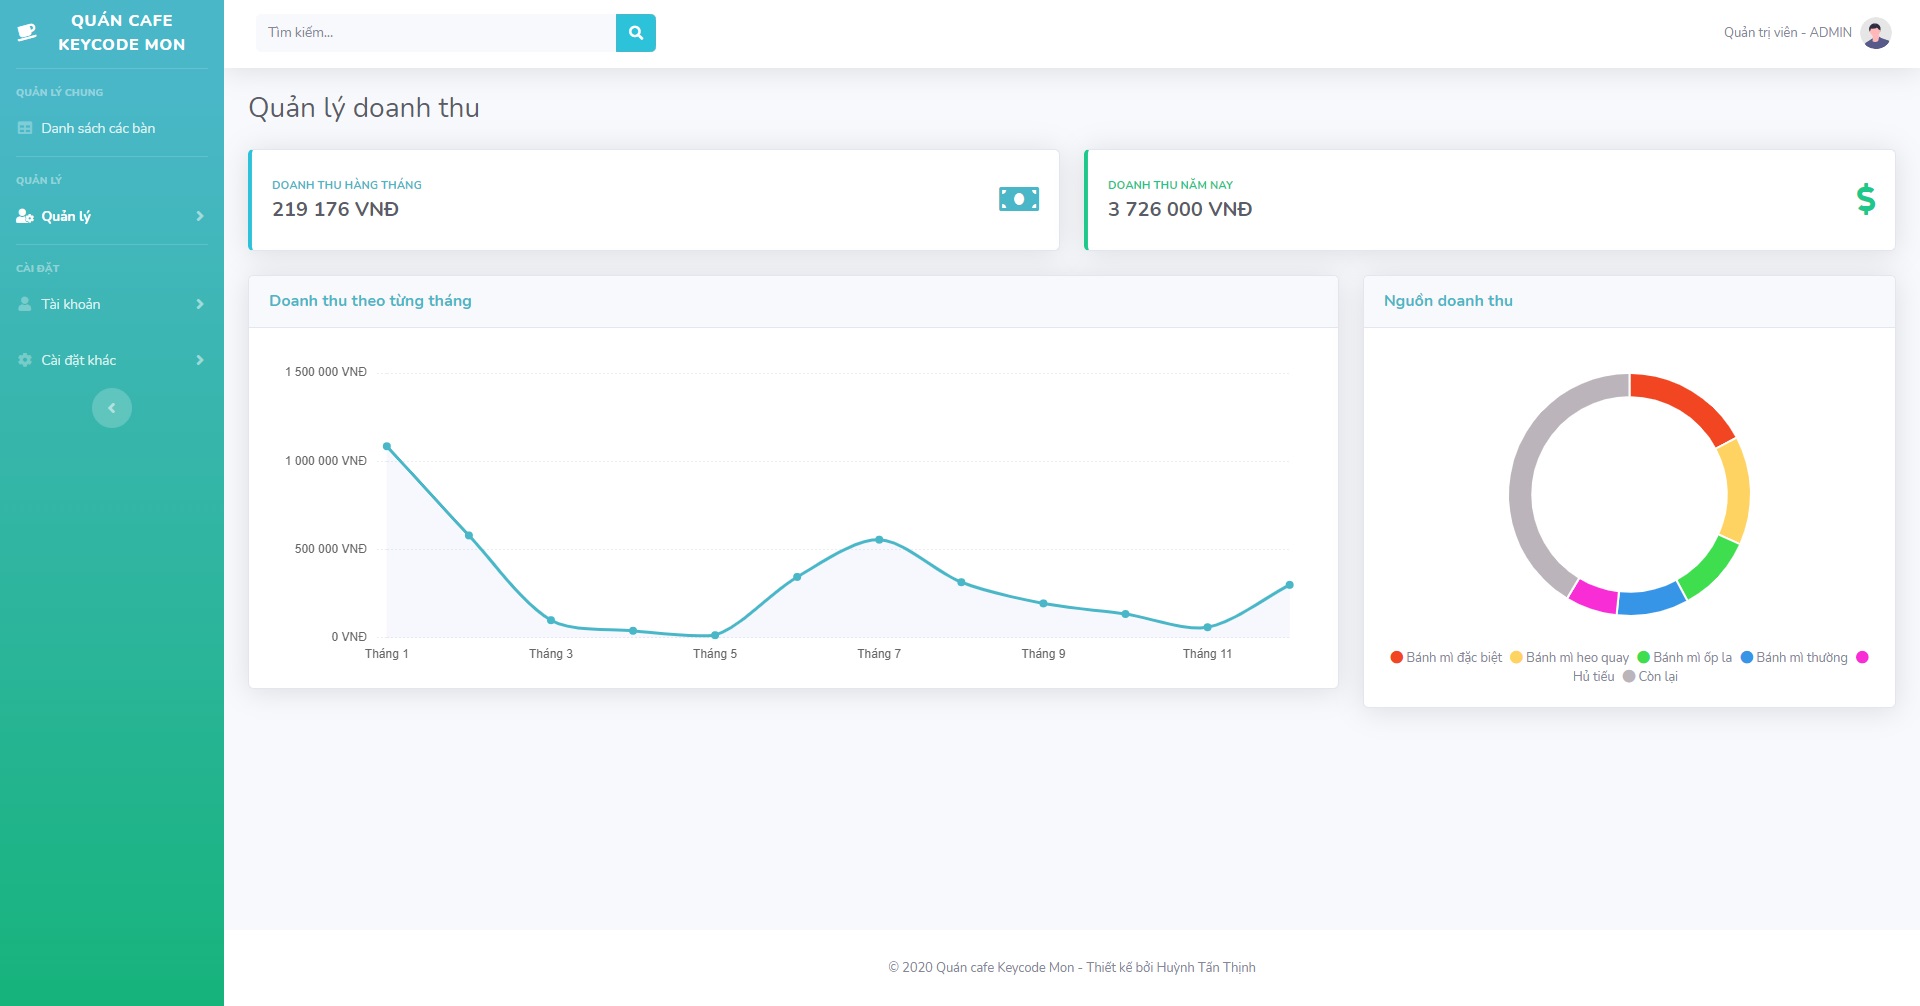 QUÁN CAFE
KEYCODE MON
Tìm kiếm...
Quản trị viên - ADMIN
QUẢN LÝ CHUNG
Danh sách các bàn
QUẢN LÝ
Quản lý
CÀI ĐẶT
Tài khoản
Cài đặt khác
Quản lý doanh thu
DOANH THU HÀNG THÁNG
219 176 VNĐ
DOANH THU NĂM NAY
3 726 000 VNĐ
Doanh thu theo từng tháng
1 500 000 VNĐ
1 000 000 VNĐ
500 000 VNĐ
0 VNĐ
Tháng 1 Tháng 3 Tháng 5 Tháng 7 Tháng 9 Tháng 11
Nguồn doanh thu
Bánh mì đặc biệt Bánh mì heo quay Bánh mì ốp la Bánh mì thường
Hủ tiếu Còn lại
© 2020 Quán cafe Keycode Mon - Thiết kế bởi Huỳnh Tấn Thịnh